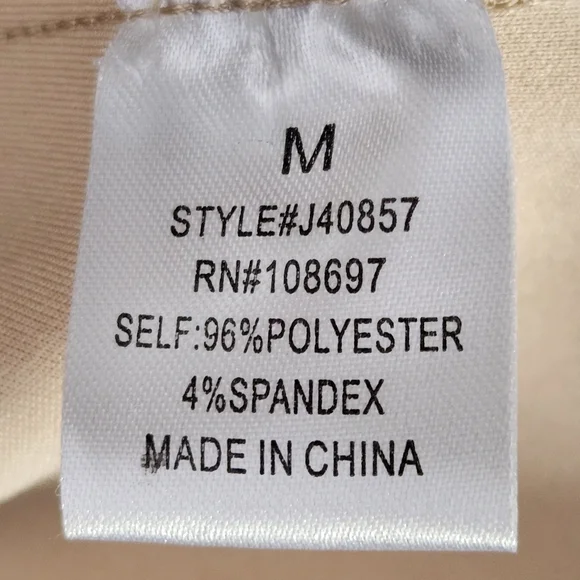 M
STYLE#J40857
RN#108697
SELF:96%POLYESTER
4%SPANDEX
MADE IN CHINA